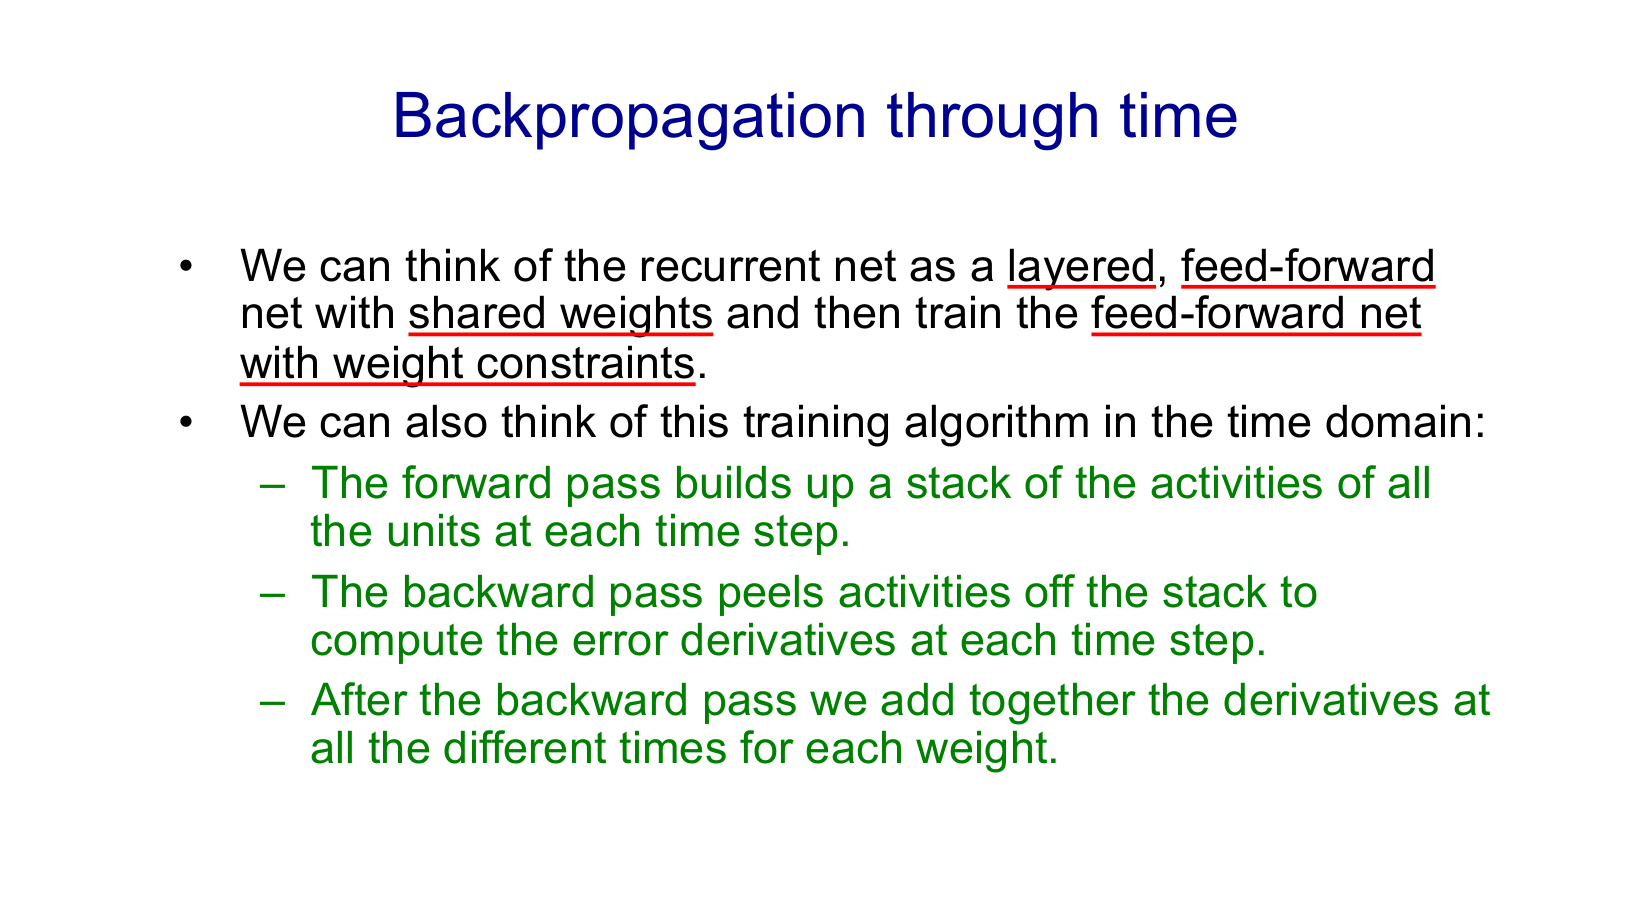 Backpropagation through time
• We can think of the recurrent net as a layered, feed-forward
net with shared weights and then train the feed-forward net
with weight constraints.
• We can also think of this training algorithm in the time domain:
– The forward pass builds up a stack of the activities of all
the units at each time step.
– The backward pass peels activities off the stack to
compute the error derivatives at each time step.
– After the backward pass we add together the derivatives at
all the different times for each weight.